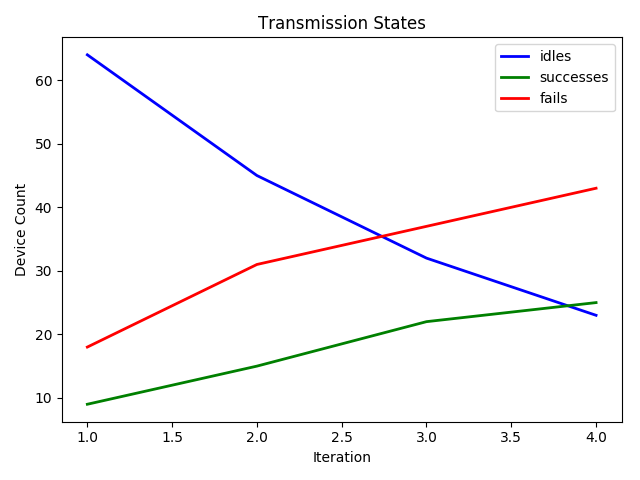 Transmission States
idles
successes
fails
Device Count
60
50
40
30
20
10
1.0 1.5 2.0 2.5 3.0 3.5 4.0
Iteration